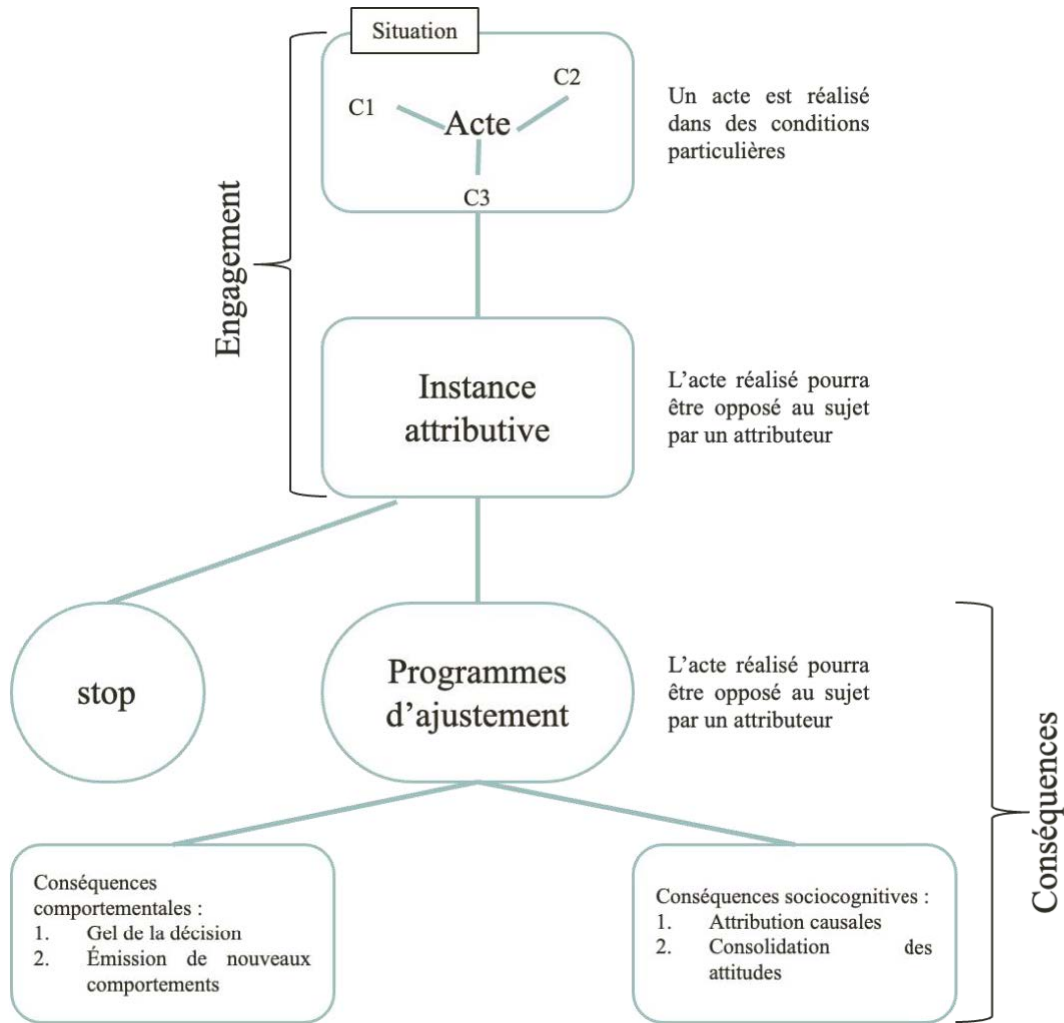 Situation
C1
C2
Acte
C3
Un acte est réalisé
dans des conditions
particulières
Engagement
Instance
attributive
L'acte réalisé pourra
être opposé au sujet
par un attributeur
stop
Programmes
d'ajustement
L'acte réalisé pourra
être opposé au sujet
par un attributeur
Conséquences
Conséquences
comportementales :
1. Gel de la décision
2. Émission de nouveaux
comportements
Conséquences sociocognitives :
1. Attribution causales
2. Consolidation des
attitudes